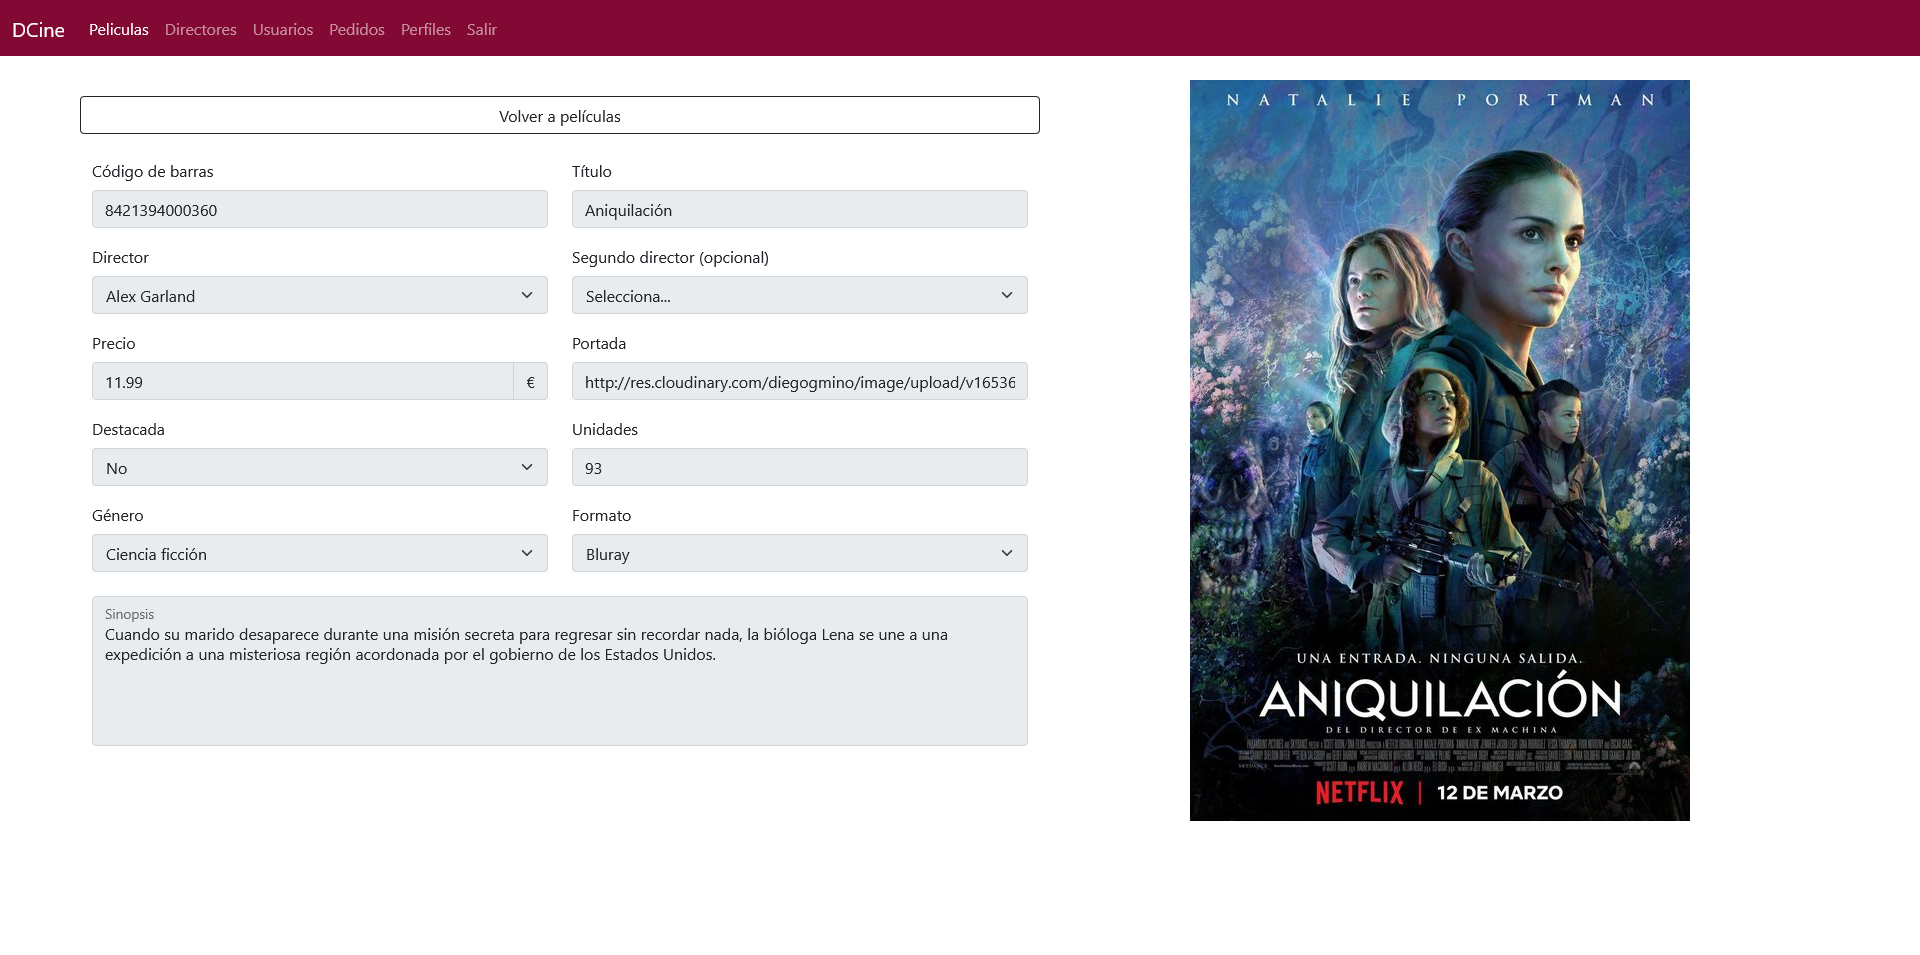 DCine Peliculas Directores Usuarios Pedidos Perfiles Salir
Volver a películas
Código de barras Título
8421394000360 Aniquilación
Director Segundo director (opcional)
Alex Garland Selecciona...
Precio Portada
11.99 € http://res.cloudinary.com/diegogmino/image/upload/v16536
Destacada Unidades
No 93
Género Formato
Ciencia ficción Bluray
Sinopsis
Cuando su marido desaparece durante una misión secreta para regresar sin recordar nada, la bióloga Lena se une a una
expedición a una misteriosa región acordonada por el gobierno de los Estados Unidos.
NATALIE PORTMAN
UNA ENTRADA. NINGUNA SALIDA.
ANIQUILACIÓN
DEL DIRECTOR DE EX MACHINA
NETFLIX | 12 DE MARZO